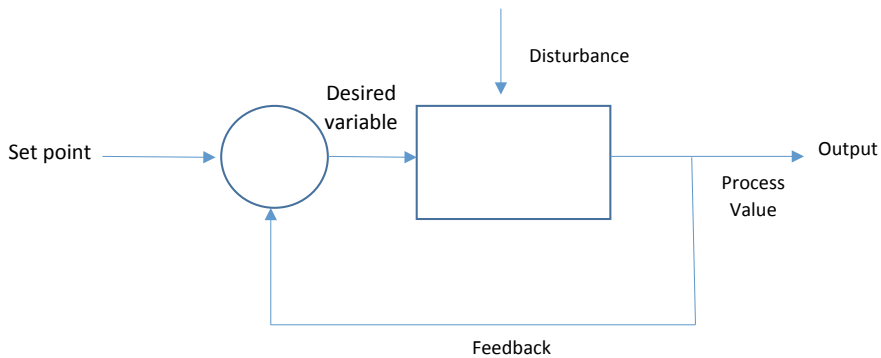 Disturbance
Desired
variable
Set point
Output
Process
Value
Feedback